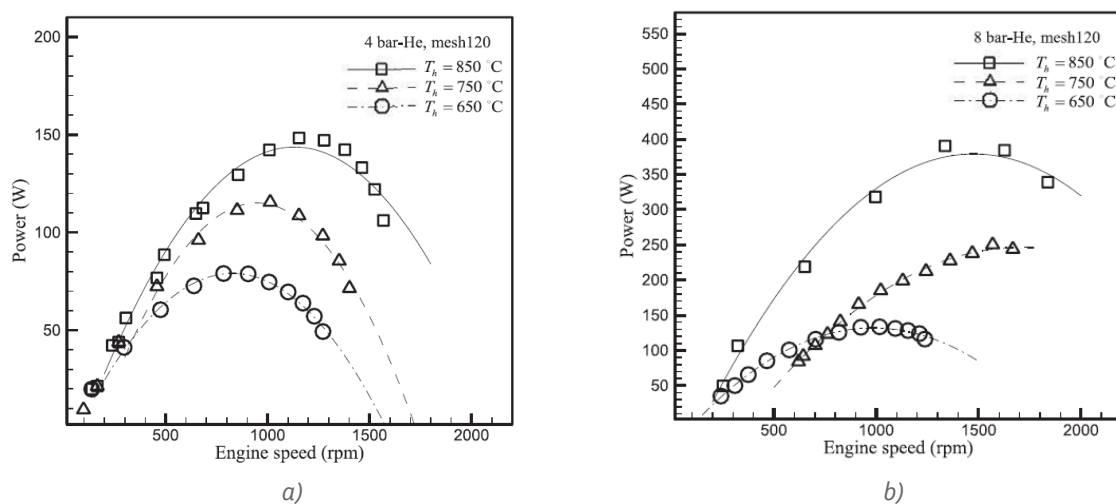 200
150
100
50
Power (W)
4 bar-He, mesh120
T_h = 850 °C
T_h = 750 °C
T_h = 650 °C
500 1000 1500 2000
Engine speed (rpm)
a)
550
500
450
400
350
300
250
200
150
100
50
Power (W)
8 bar-He, mesh120
T_h = 850 °C
T_h = 750 °C
T_h = 650 °C
500 1000 1500 2000
Engine speed (rpm)
b)